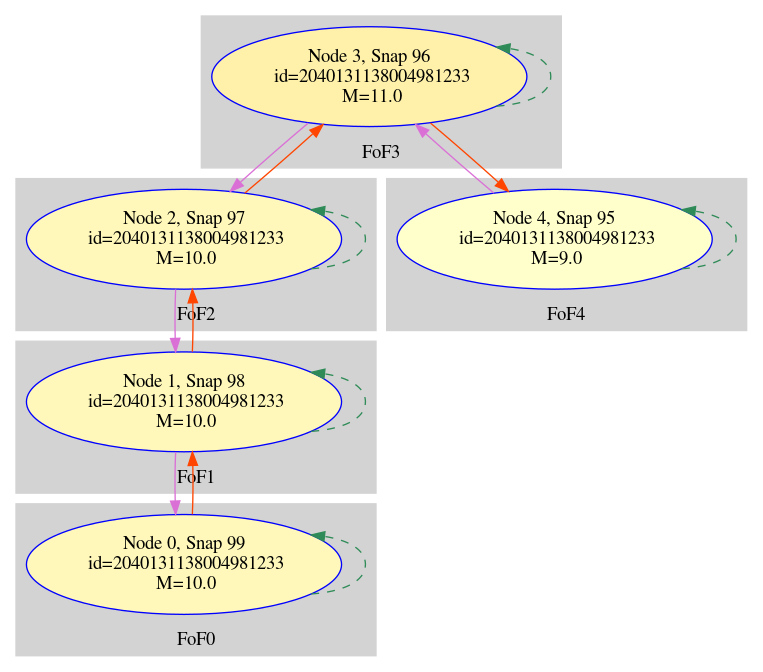 Node 3, Snap 96
id=2040131138004981233
M=11.0
FoF3
Node 2, Snap 97
id=2040131138004981233
M=10.0
FoF2
Node 4, Snap 95
id=2040131138004981233
M=9.0
FoF4
Node 1, Snap 98
id=2040131138004981233
M=10.0
FoF1
Node 0, Snap 99
id=2040131138004981233
M=10.0
FoF0